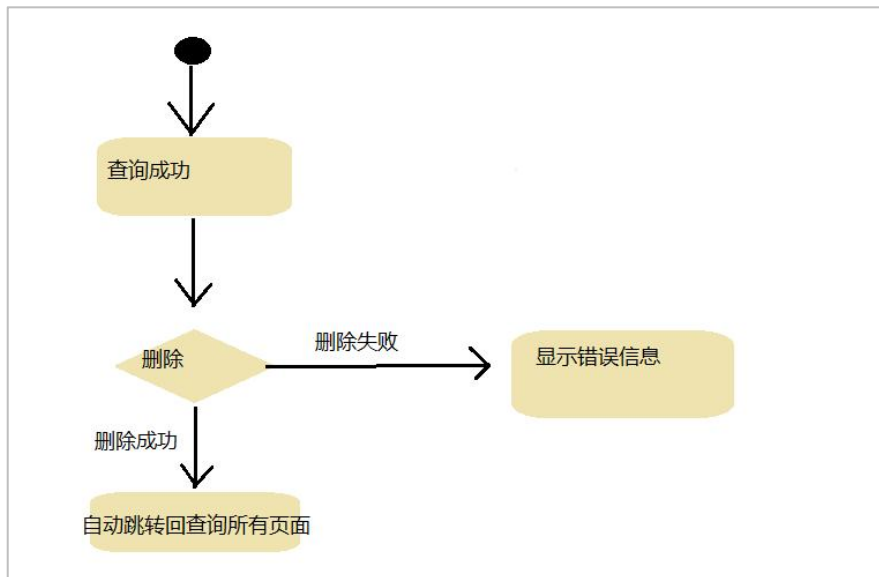 查询成功
删除失败
删除
显示错误信息
删除成功
自动跳转回查询所有页面